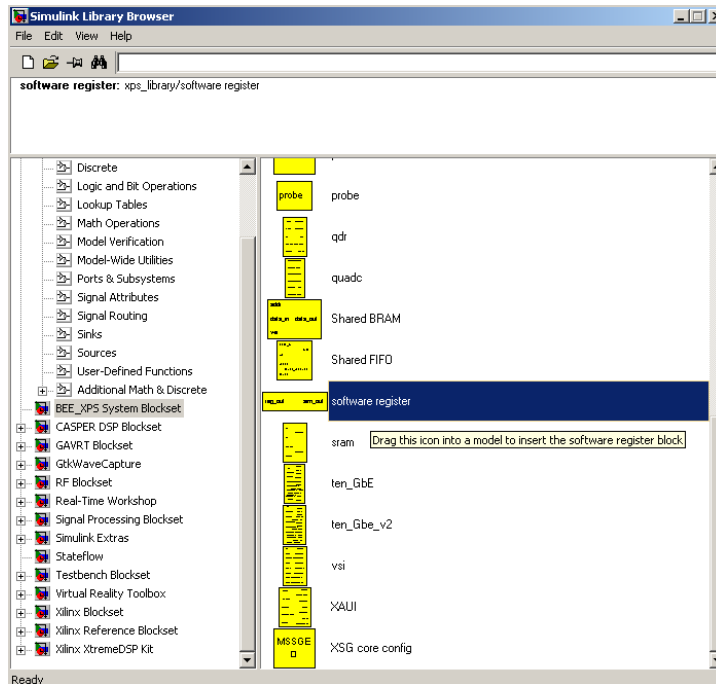 Simulink Library Browser
File Edit View Help
software register: xps_library/software register
Discrete
Logic and Bit Operations
Lookup Tables
Math Operations
Model Verification
Model-Wide Utilities
Ports & Subsystems
Signal Attributes
Signal Routing
Sinks
Sources
User-Defined Functions
Additional Math & Discrete
BEE_XPS System Blockset
CASPER DSP Blockset
GAVRT Blockset
GtkWaveCapture
RF Blockset
Real-Time Workshop
Signal Processing Blockset
Simulink Extras
Stateflow
Testbench Blockset
Virtual Reality Toolbox
Xilinx Blockset
Xilinx Reference Blockset
Xilinx XtremeDSP Kit
probe probe
qdr
quadc
addr
data_in data_out
Shared BRAM
Shared FIFO
reg_out sim_out software register
sram
Drag this icon into a model to insert the software register block
ten_GbE
ten_Gbe_v2
vsi
XAUI
MSSGE XSG core config
Ready